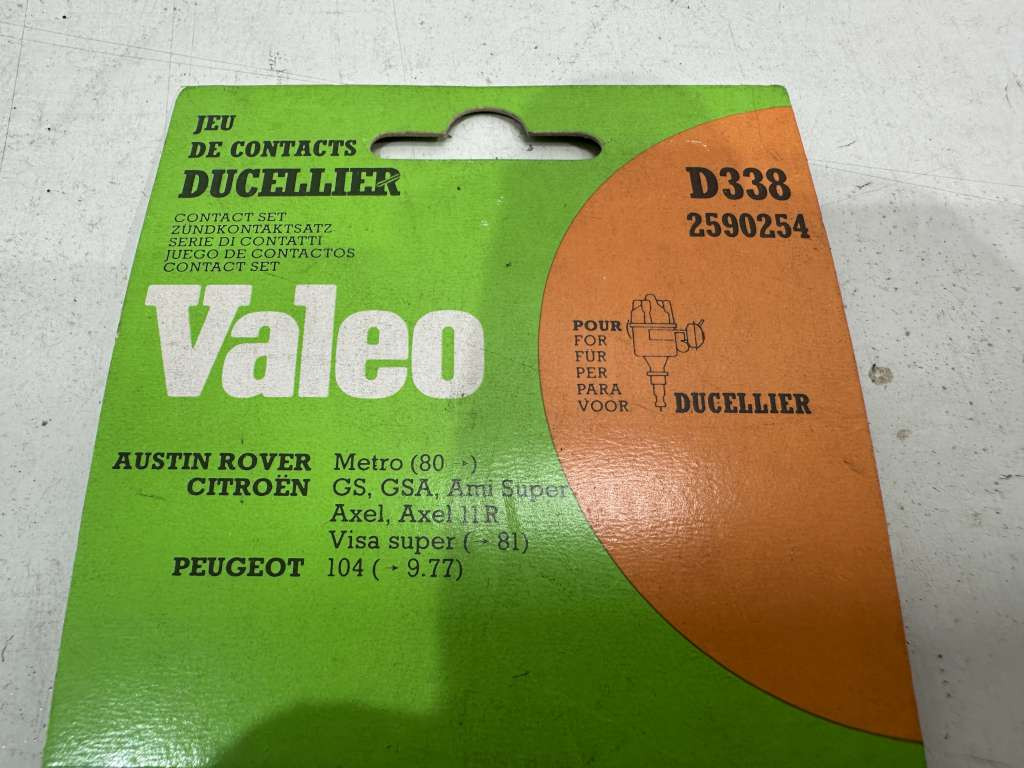 JEU
DE CONTACTS
DUCELLIER
CONTACT SET
ZÜNDKONTAKTSATZ
SERIE DI CONTATTI
JUEGO DE CONTACTOS
CONTACT SET
Valeo
D338
2590254
POUR
FOR
FÜR
PER
PARA
VOOR
DUCELLIER
AUSTIN ROVER Metro (80 →)
CITROËN GS, GSA, Ami Super
Axel, Axel 11R
Visa super (→ 81)
PEUGEOT 104 (→ 9.77)